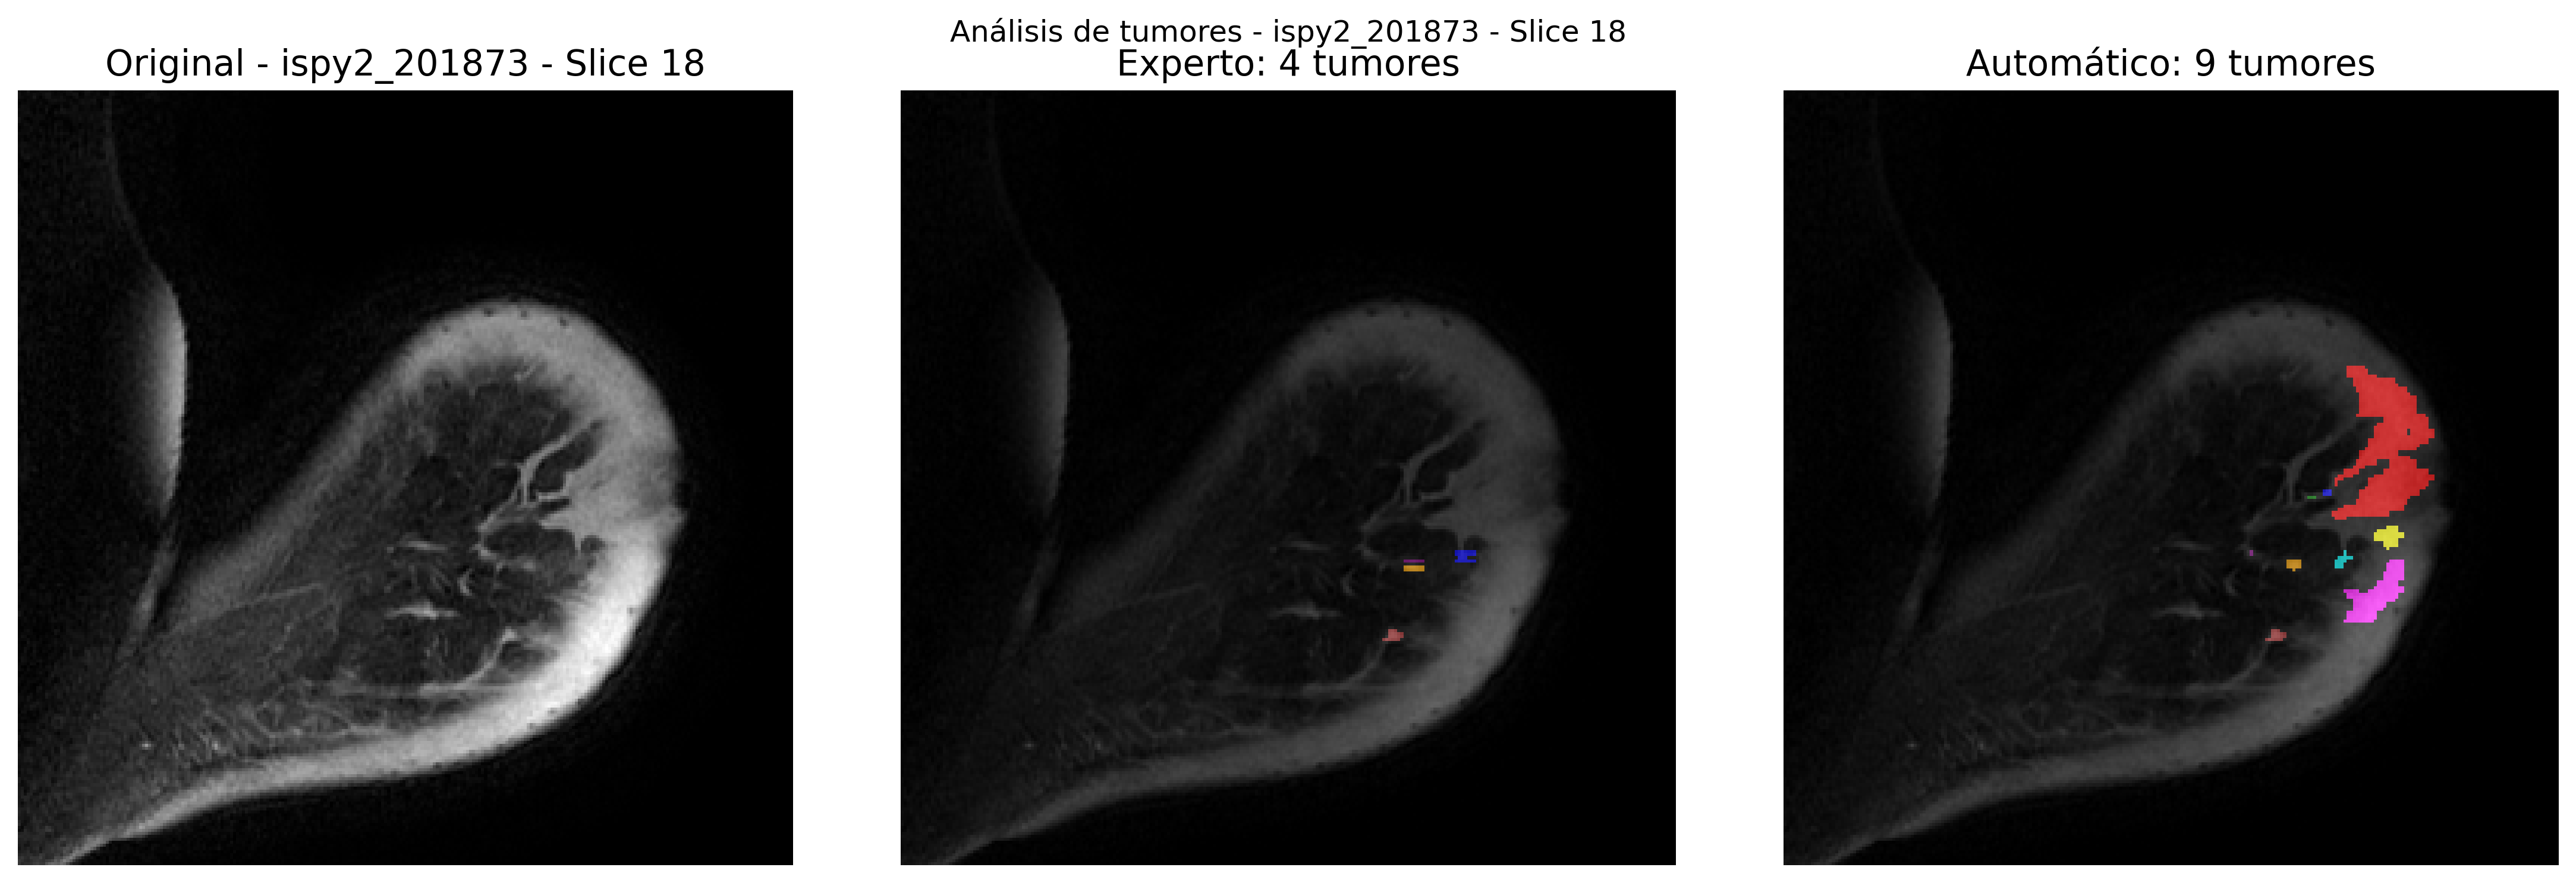 Análisis de tumores - ispy2_201873 - Slice 18
Original - ispy2_201873 - Slice 18
Experto: 4 tumores
Automático: 9 tumores